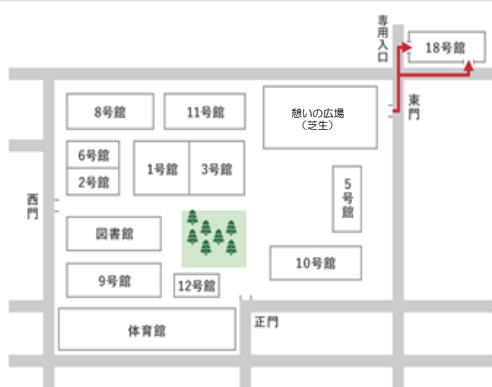 専用入口
18号館
東門
8号館
11号館
憩いの広場
（芝生）
6号館
2号館
1号館
3号館
5号館
西門
図書館
10号館
9号館
12号館
正門
体育館